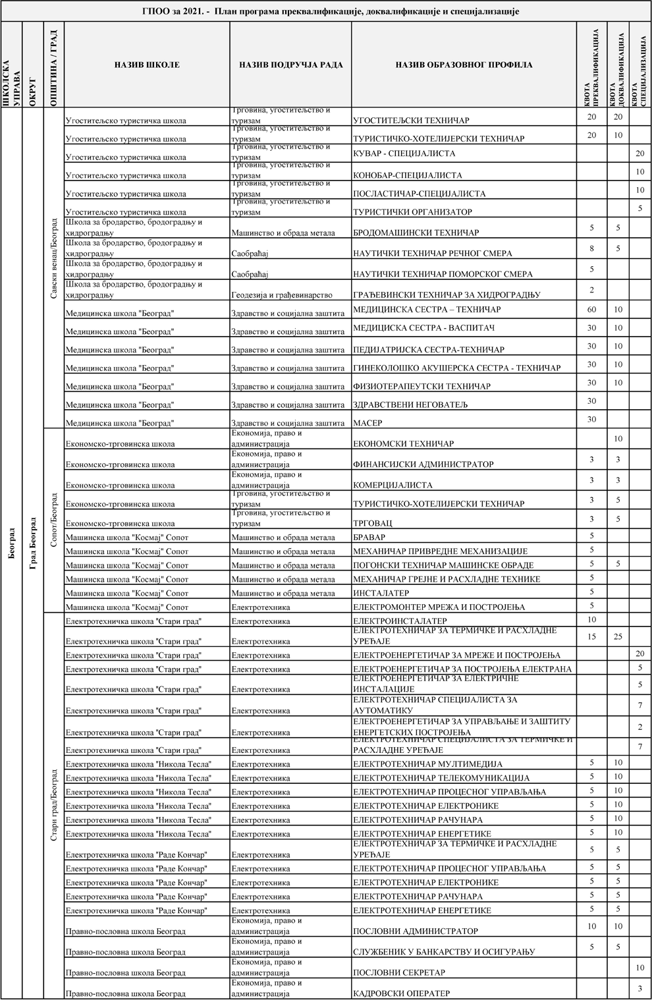 ГПОО за 2021. - План програма преквалификације, доквалификације и специјализације
ШКОЛСКА УПРАВА ОКРУГ ОПШТИНА / ГРАД НАЗИВ ШКОЛЕ НАЗИВ ПОДРУЧЈА РАДА НАЗИВ ОБРАЗОВНОГ ПРОФИЛА КВОТА ПРЕКВАЛИФИКАЦИЈА КВОТА ДОКВАЛИФИКАЦИЈА КВОТА СПЕЦИЈАЛИЗАЦИЈА
Београд
Град Београд
Савски венац/Београд
Угоститељско туристичка школа Трговина, угоститељство и туризам УГОСТИТЕЉСКИ ТЕХНИЧАР 20 20
Угоститељско туристичка школа Трговина, угоститељство и туризам ТУРИСТИЧКО-ХОТЕЛИЈЕРСКИ ТЕХНИЧАР 20 10
Угоститељско туристичка школа Трговина, угоститељство и туризам КУВАР - СПЕЦИЈАЛИСТА 20
Угоститељско туристичка школа Трговина, угоститељство и туризам КОНОБАР-СПЕЦИЈАЛИСТА 10
Угоститељско туристичка школа Трговина, угоститељство и туризам ПОСЛАСТИЧАР-СПЕЦИЈАЛИСТА 10
Угоститељско туристичка школа Трговина, угоститељство и туризам ТУРИСТИЧКИ ОРГАНИЗАТОР 5
Школа за бродарство, бродоградњу и хидроградњу Машинство и обрада метала БРОДОМАШИНСКИ ТЕХНИЧАР 5 5
Школа за бродарство, бродоградњу и хидроградњу Саобраћај НАУТИЧКИ ТЕХНИЧАР РЕЧНОГ СМЕРА 8 5
Школа за бродарство, бродоградњу и хидроградњу Саобраћај НАУТИЧКИ ТЕХНИЧАР ПОМОРСКОГ СМЕРА 5
Школа за бродарство, бродоградњу и хидроградњу Геодезија и грађевинарство ГРАЂЕВИНСКИ ТЕХНИЧАР ЗА ХИДРОГРАДЊУ 2
Медицинска школа "Београд" Здравство и социјална заштита МЕДИЦИНСКА СЕСТРА – ТЕХНИЧАР 60 10
Медицинска школа "Београд" Здравство и социјална заштита МЕДИЦИСКА СЕСТРА - ВАСПИТАЧ 30 10
Медицинска школа "Београд" Здравство и социјална заштита ПЕДИЈАТРИЈСКА СЕСТРА-ТЕХНИЧАР 30 10
Медицинска школа "Београд" Здравство и социјална заштита ГИНЕКОЛОШКО АКУШЕРСКА СЕСТРА - ТЕХНИЧАР 30 10
Медицинска школа "Београд" Здравство и социјална заштита ФИЗИОТЕРАПЕУТСКИ ТЕХНИЧАР 30 10
Медицинска школа "Београд" Здравство и социјална заштита ЗДРАВСТВЕНИ НЕГОВАТЕЉ 30
Медицинска школа "Београд" Здравство и социјална заштита МАСЕР 30
Сопот/Београд
Економско-трговинска школа Економија, право и администрација ЕКОНОМСКИ ТЕХНИЧАР 10
Економско-трговинска школа Економија, право и администрација ФИНАНСИЈСКИ АДМИНИСТРАТОР 3 3
Економско-трговинска школа Економија, право и администрација КОМЕРЦИЈАЛИСТА 3 3
Економско-трговинска школа Трговина, угоститељство и туризам ТУРИСТИЧКО-ХОТЕЛИЈЕРСКИ ТЕХНИЧАР 3 5
Економско-трговинска школа Трговина, угоститељство и туризам ТРГОВАЦ 3 5
Машинска школа "Космај" Сопот Машинство и обрада метала БРАВАР 5
Машинска школа "Космај" Сопот Машинство и обрада метала МЕХАНИЧАР ПРИВРЕДНЕ МЕХАНИЗАЦИЈЕ 5
Машинска школа "Космај" Сопот Машинство и обрада метала ПОГОНСКИ ТЕХНИЧАР МАШИНСКЕ ОБРАДЕ 5 5
Машинска школа "Космај" Сопот Машинство и обрада метала МЕХАНИЧАР ГРЕЈНЕ И РАСХЛАДНЕ ТЕХНИКЕ 5
Машинска школа "Космај" Сопот Машинство и обрада метала ИНСТАЛАТЕР 5
Машинска школа "Космај" Сопот Електротехника ЕЛЕКТРОМОНТЕР МРЕЖА И ПОСТРОЈЕЊА 5
Стари град/Београд
Електротехничка школа "Стари град" Електротехника ЕЛЕКТРОИНСТАЛАТЕР 10
Електротехничка школа "Стари град" Електротехника ЕЛЕКТРОТЕХНИЧАР ЗА ТЕРМИЧКЕ И РАСХЛАДНЕ УРЕЂАЈЕ 15 25
Електротехничка школа "Стари град" Електротехника ЕЛЕКТРОЕНЕРГЕТИЧАР ЗА МРЕЖЕ И ПОСТРОЈЕЊА 20
Електротехничка школа "Стари град" Електротехника ЕЛЕКТРОЕНЕРГЕТИЧАР ЗА ПОСТРОЈЕЊА ЕЛЕКТРАНА 5
Електротехничка школа "Стари град" Електротехника ЕЛЕКТРОЕНЕРГЕТИЧАР ЗА ЕЛЕКТРИЧНЕ ИНСТАЛАЦИЈЕ 5
Електротехничка школа "Стари град" Електротехника ЕЛЕКТРОТЕХНИЧАР СПЕЦИЈАЛИСТА ЗА АУТОМАТИКУ 7
Електротехничка школа "Стари град" Електротехника ЕЛЕКТРОЕНЕРГЕТИЧАР ЗА УПРАВЉАЊЕ И ЗАШТИТУ ЕНЕРГЕТСКИХ ПОСТРОЈЕЊА 2
Електротехничка школа "Стари град" Електротехника ЕЛЕКТРОТЕХНИЧАР СПЕЦИЈАЛИСТА ЗА ТЕРМИЧКЕ И РАСХЛАДНЕ УРЕЂАЈЕ 7
Електротехничка школа "Никола Тесла" Електротехника ЕЛЕКТРОТЕХНИЧАР МУЛТИМЕДИЈА 5 10
Електротехничка школа "Никола Тесла" Електротехника ЕЛЕКТРОТЕХНИЧАР ТЕЛЕКОМУНИКАЦИЈА 5 10
Електротехничка школа "Никола Тесла" Електротехника ЕЛЕКТРОТЕХНИЧАР ПРОЦЕСНОГ УПРАВЉАЊА 5 10
Електротехничка школа "Никола Тесла" Електротехника ЕЛЕКТРОТЕХНИЧАР ЕЛЕКТРОНИКЕ 5 10
Електротехничка школа "Никола Тесла" Електротехника ЕЛЕКТРОТЕХНИЧАР РАЧУНАРА 5 10
Електротехничка школа "Никола Тесла" Електротехника ЕЛЕКТРОТЕХНИЧАР ЕНЕРГЕТИКЕ 5 10
Електротехничка школа "Раде Кончар" Електротехника ЕЛЕКТРОТЕХНИЧАР ЗА ТЕРМИЧКЕ И РАСХЛАДНЕ УРЕЂАЈЕ 5 5
Електротехничка школа "Раде Кончар" Електротехника ЕЛЕКТРОТЕХНИЧАР ПРОЦЕСНОГ УПРАВЉАЊА 5 5
Електротехничка школа "Раде Кончар" Електротехника ЕЛЕКТРОТЕХНИЧАР ЕЛЕКТРОНИКЕ 5 5
Електротехничка школа "Раде Кончар" Електротехника ЕЛЕКТРОТЕХНИЧАР РАЧУНАРА 5 5
Електротехничка школа "Раде Кончар" Електротехника ЕЛЕКТРОТЕХНИЧАР ЕНЕРГЕТИКЕ 5 5
Правно-пословна школа Београд Економија, право и администрација ПОСЛОВНИ АДМИНИСТРАТОР 10 10
Правно-пословна школа Београд Економија, право и администрација СЛУЖБЕНИК У БАНКАРСТВУ И ОСИГУРАЊУ 5 5
Правно-пословна школа Београд Економија, право и администрација ПОСЛОВНИ СЕКРЕТАР 10
Правно-пословна школа Београд Економија, право и администрација КАДРОВСКИ ОПЕРАТЕР 3